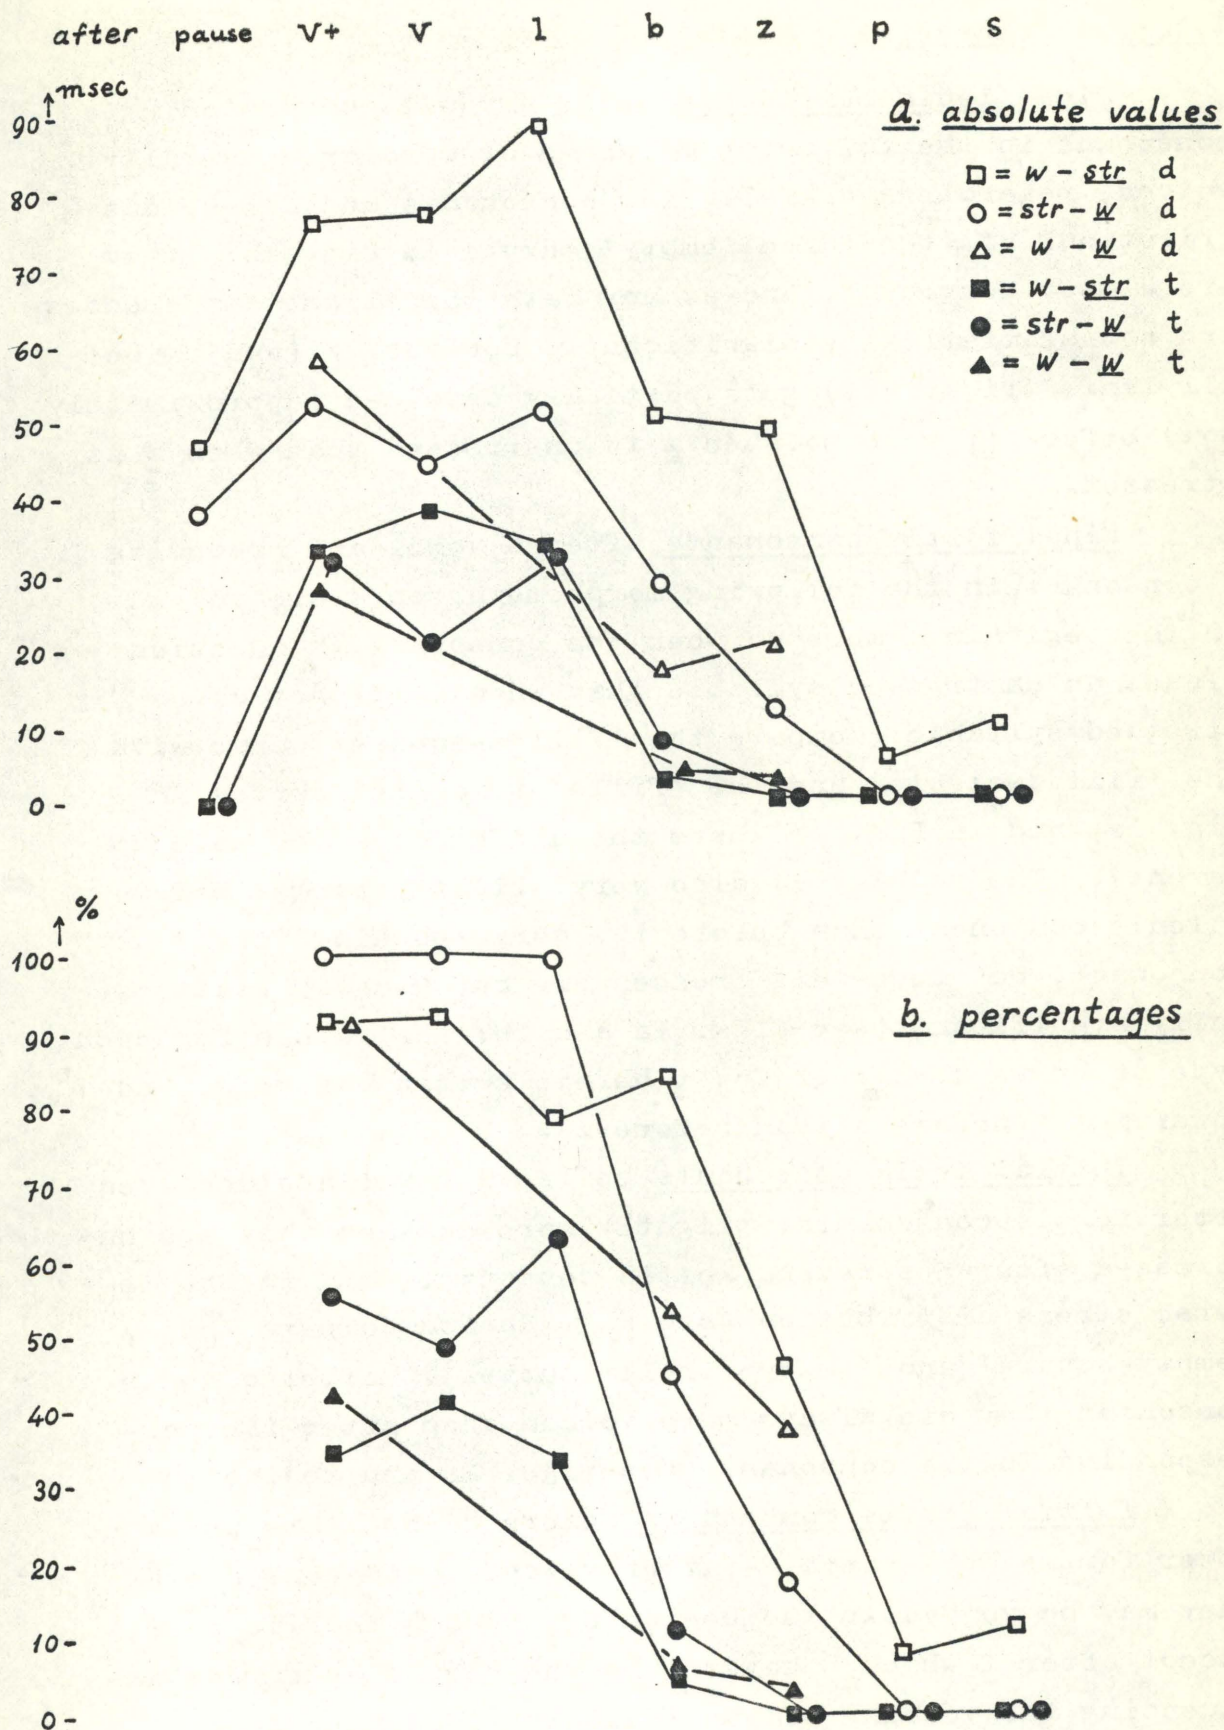 after pause V+ V l b z p s
↑ msec
90-
80-
70-
60-
50-
40-
30-
20-
10-
0-
a. absolute values
□ = w - str d
○ = str - w d
△ = w - w d
■ = w - str t
● = str - w t
▲ = w - w t
↑ %
100-
90-
80-
70-
60-
50-
40-
30-
20-
10-
0-
b. percentages